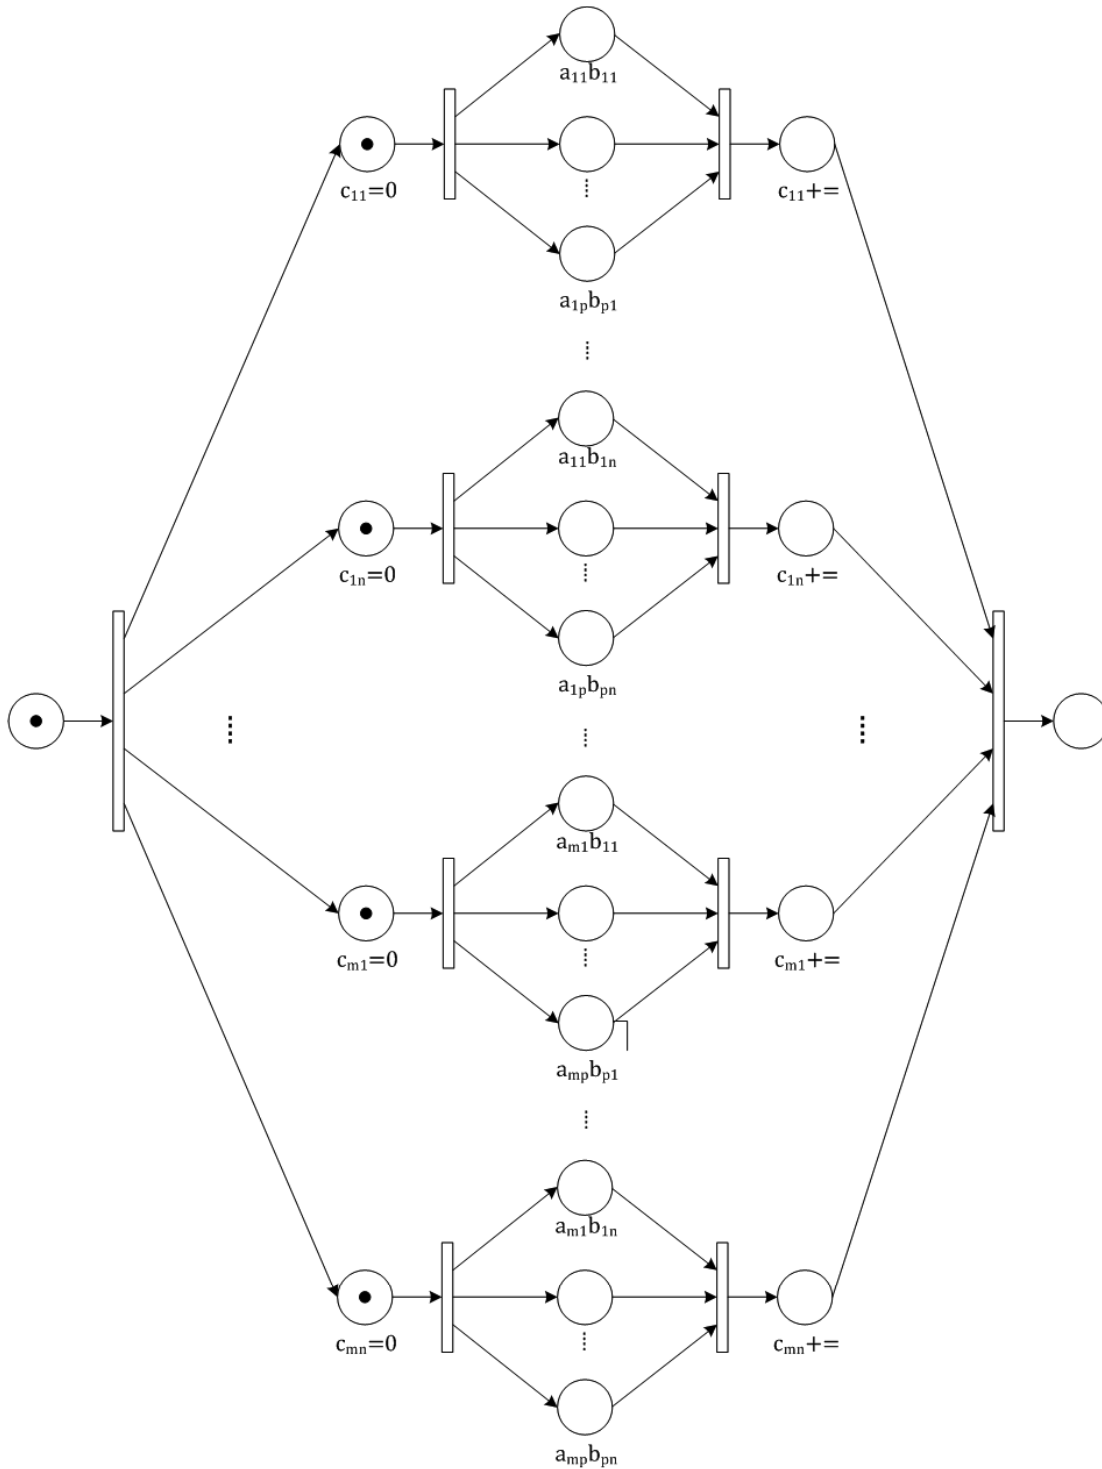 a₁₁b₁₁
c₁₁=0
c₁₁+=
a₁ₚbₚ₁
a₁₁b₁ₙ
c₁ₙ=0
c₁ₙ+=
a₁ₚbₚₙ
aₘ₁b₁₁
cₘ₁=0
cₘ₁+=
aₘₚbₚ₁
aₘ₁b₁ₙ
cₘₙ=0
cₘₙ+=
aₘₚbₚₙ